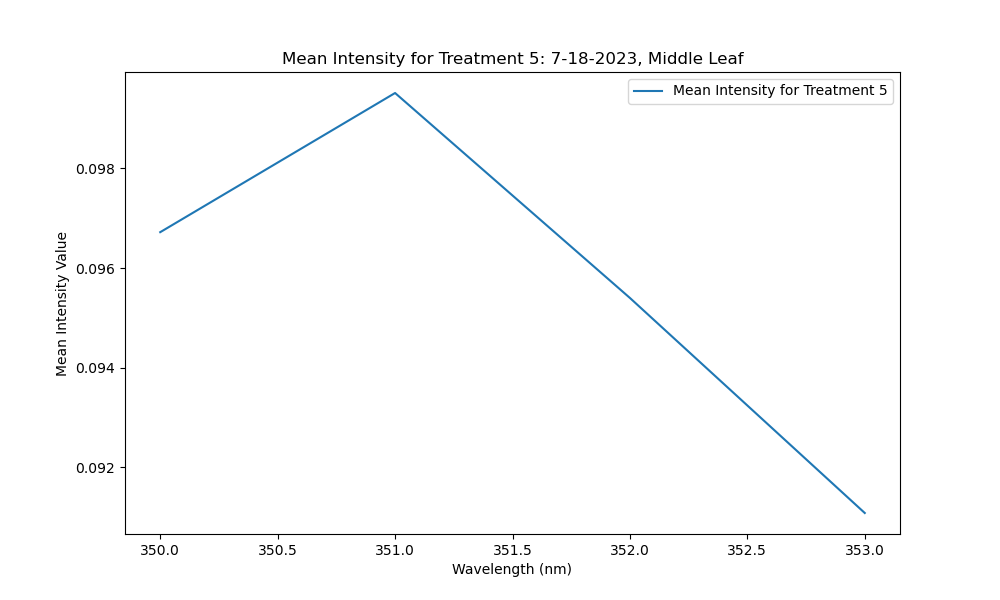 Mean Intensity for Treatment 5: 7-18-2023, Middle Leaf
Mean Intensity for Treatment 5
Mean Intensity Value
0.098
0.096
0.094
0.092
350.0 350.5 351.0 351.5 352.0 352.5 353.0
Wavelength (nm)